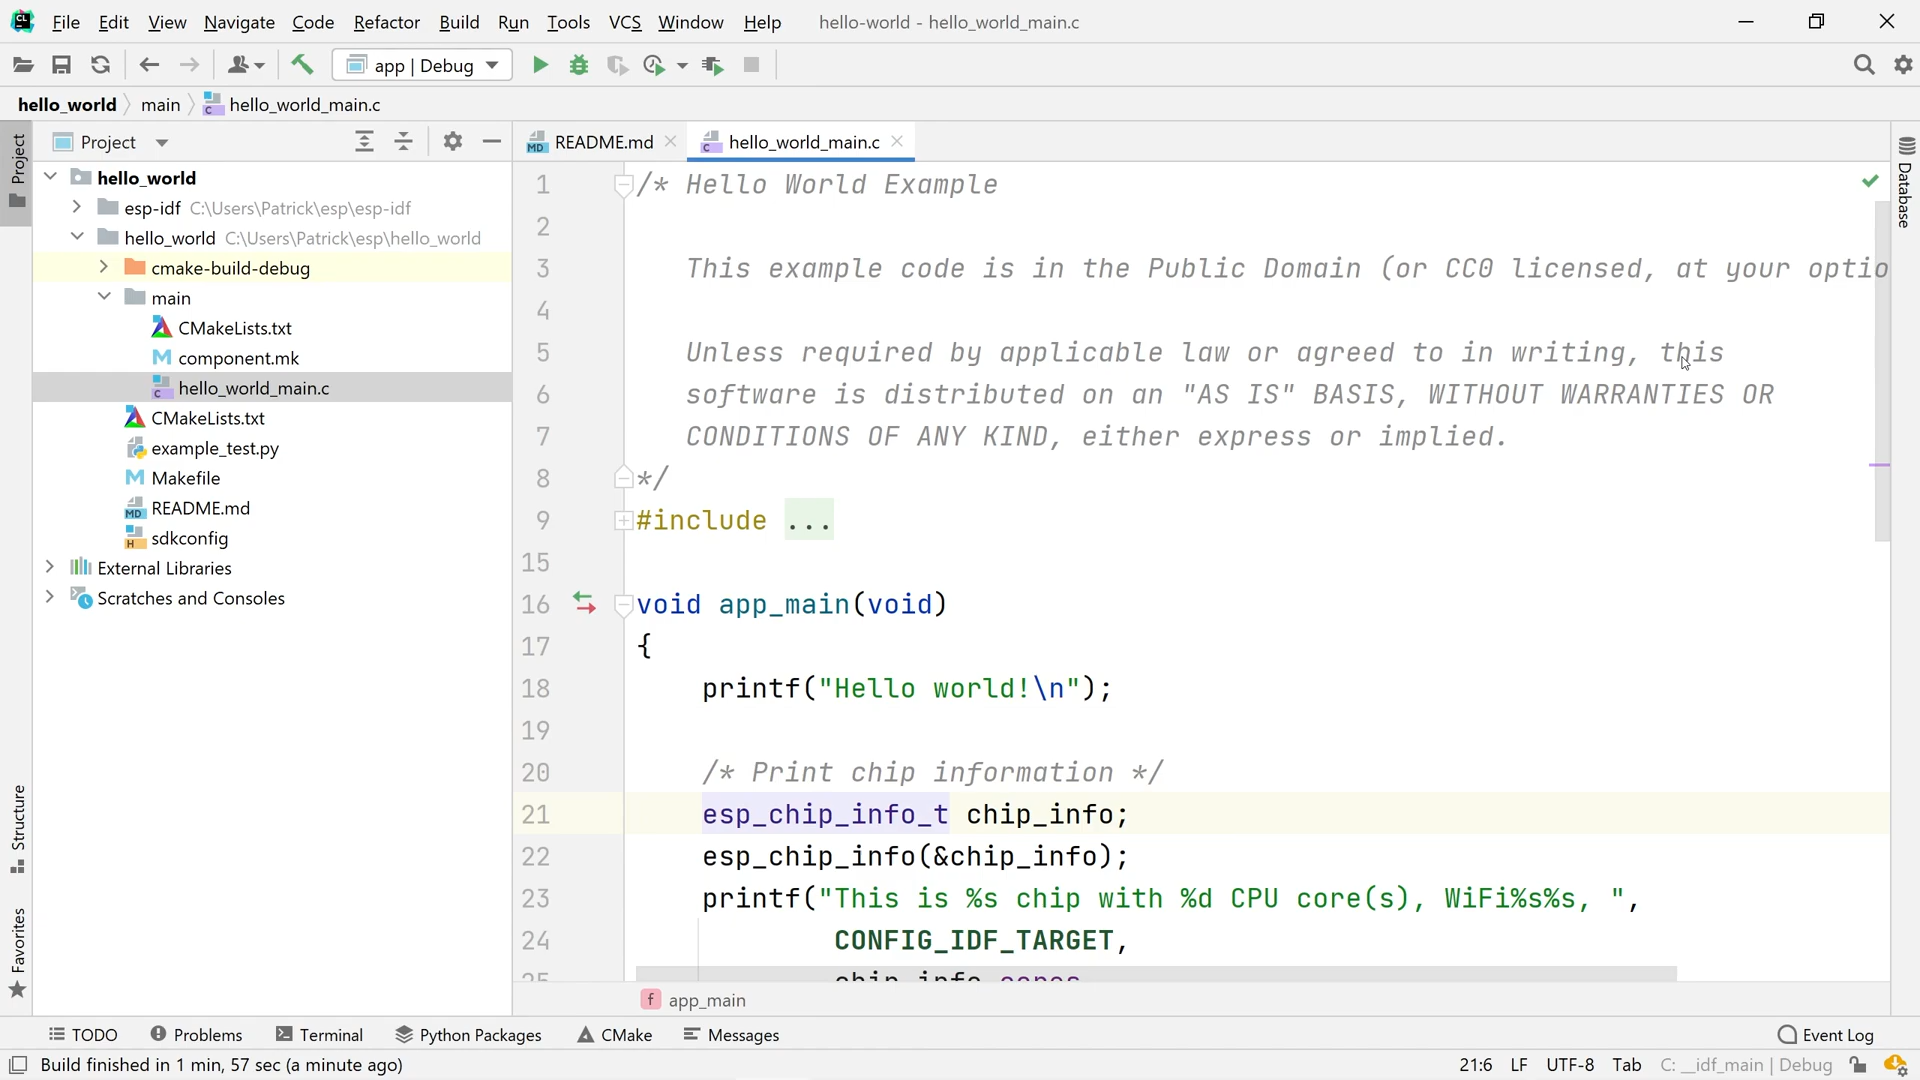 CL File Edit View Navigate Code Refactor Build Run Tools VCS Window Help hello-world - hello_world_main.c
app | Debug
hello_world main hello_world_main.c
Project
Project
hello_world
esp-idf C:\Users\Patrick\esp\esp-idf
hello_world C:\Users\Patrick\esp\hello_world
cmake-build-debug
main
CMakeLists.txt
component.mk
hello_world_main.c
CMakeLists.txt
example_test.py
Makefile
README.md
sdkconfig
External Libraries
Scratches and Consoles
Structure
Favorites
README.md hello_world_main.c
1 /* Hello World Example
2
3 This example code is in the Public Domain (or CC0 licensed, at your optio
4
5 Unless required by applicable law or agreed to in writing, this
6 software is distributed on an "AS IS" BASIS, WITHOUT WARRANTIES OR
7 CONDITIONS OF ANY KIND, either express or implied.
8 */
9 #include ...
15
16 void app_main(void)
17 {
18 printf("Hello world!\n");
19
20 /* Print chip information */
21 esp_chip_info_t chip_info;
22 esp_chip_info(&chip_info);
23 printf("This is %s chip with %d CPU core(s), WiFi%s%s, ",
24 CONFIG_IDF_TARGET,
25 chip_info.cores
f app_main
Database
TODO Problems Terminal Python Packages CMake Messages Event Log
Build finished in 1 min, 57 sec (a minute ago) 21:6 LF UTF-8 Tab C: __idf_main | Debug